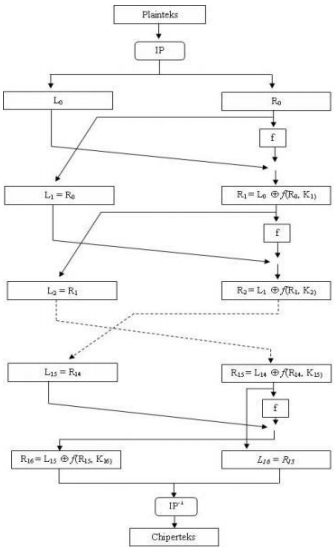 Plainteks
IP
L₀ R₀
f
L₁ = R₀ R₁ = L₀ ⊕ f(R₀, K₁)
f
L₂ = R₁ R₂ = L₁ ⊕ f(R₁, K₂)
L₁₅ = R₁₄ R₁₅ = L₁₄ ⊕ f(R₁₄, K₁₅)
f
R₁₆ = L₁₅ ⊕ f(R₁₅, K₁₆) L₁₆ = R₁₅
IP⁻¹
Chiperteks